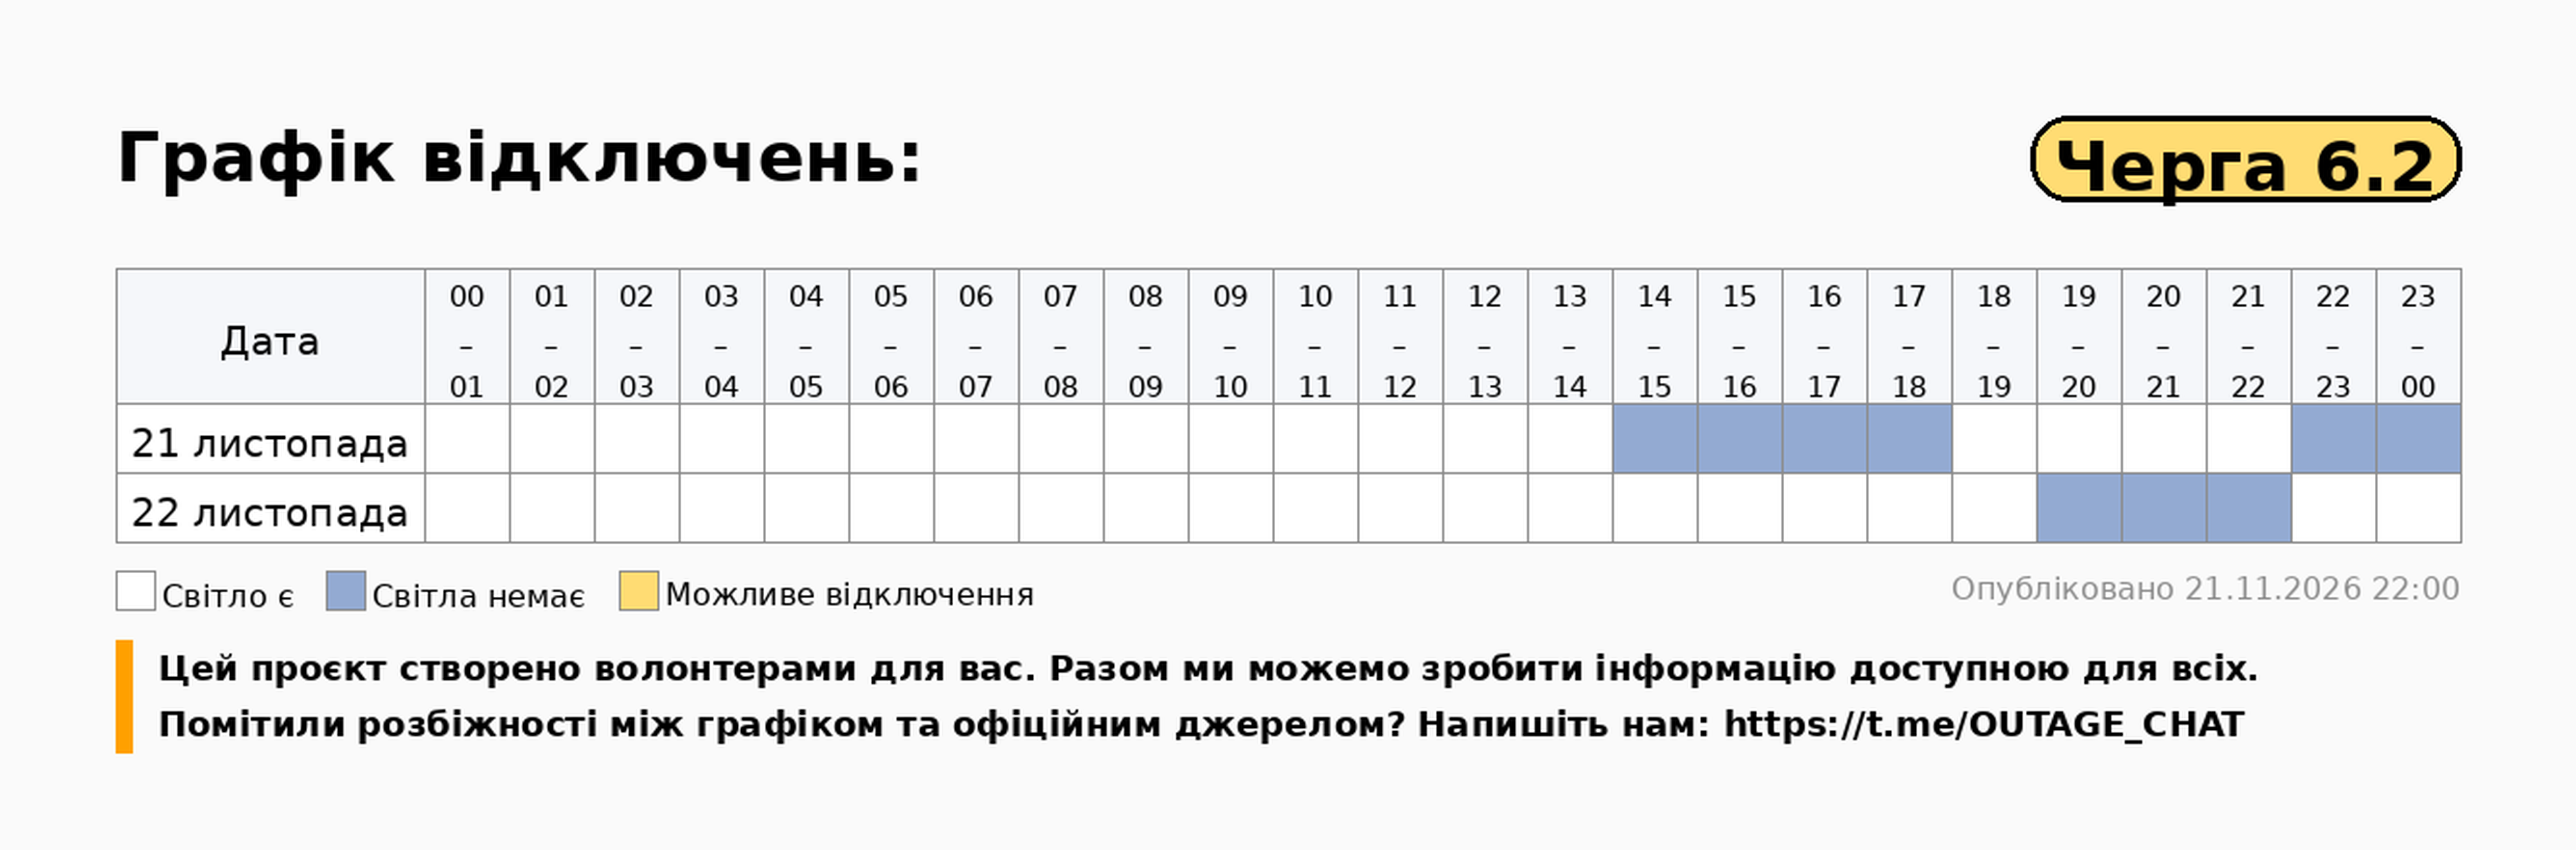 Графік відключень:
Черга 6.2
Дата 00 – 01 01 – 02 02 – 03 03 – 04 04 – 05 05 – 06 06 – 07 07 – 08 08 – 09 09 – 10 10 – 11 11 – 12 12 – 13 13 – 14 14 – 15 15 – 16 16 – 17 17 – 18 18 – 19 19 – 20 20 – 21 21 – 22 22 – 23 23 – 00
21 листопада
22 листопада
Світло є Світла немає Можливе відключення
Опубліковано 21.11.2026 22:00
Цей проєкт створено волонтерами для вас. Разом ми можемо зробити інформацію доступною для всіх.
Помітили розбіжності між графіком та офіційним джерелом? Напишіть нам: https://t.me/OUTAGE_CHAT